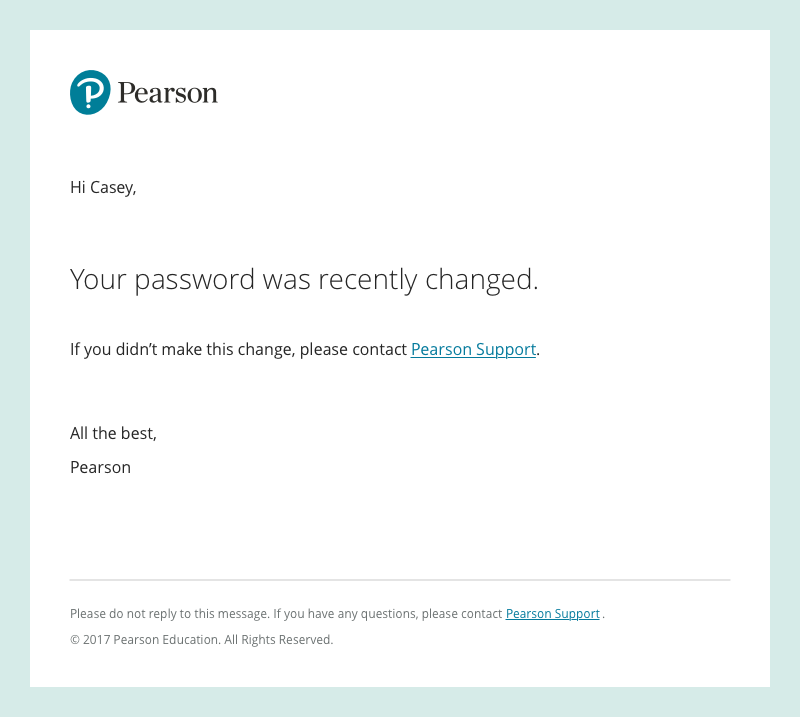 Pearson
Hi Casey,
Your password was recently changed.
If you didn’t make this change, please contact Pearson Support.
All the best,
Pearson
Please do not reply to this message. If you have any questions, please contact Pearson Support .
© 2017 Pearson Education. All Rights Reserved.